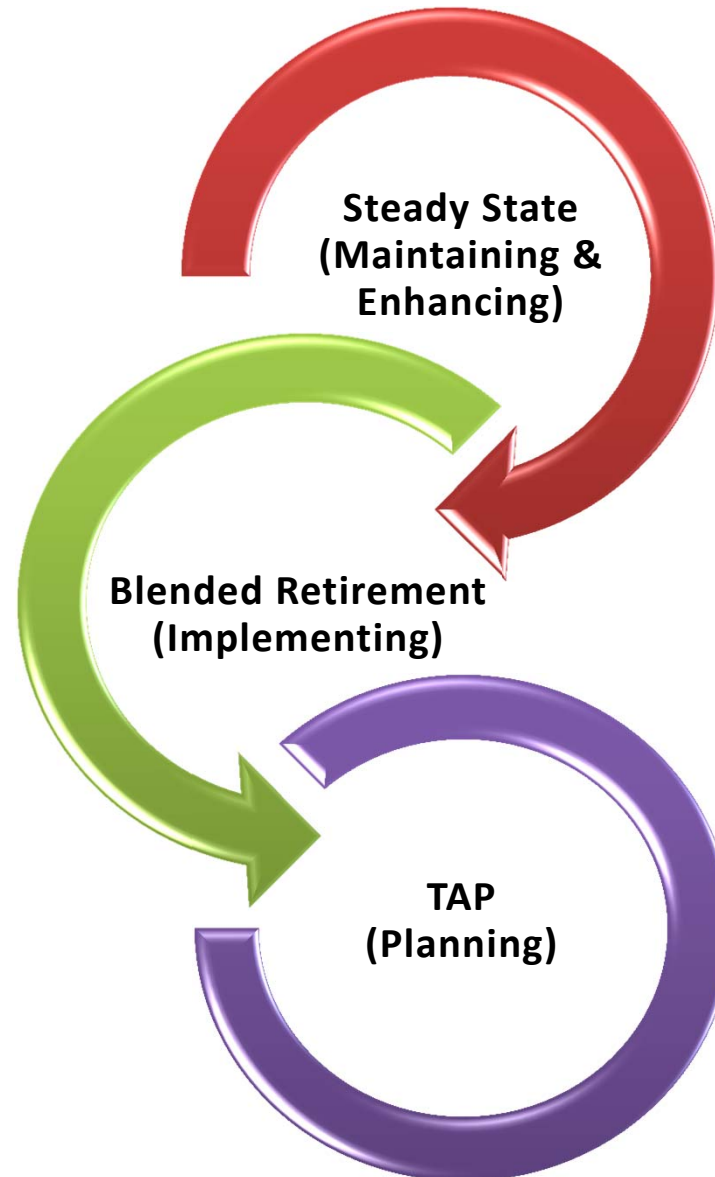 Steady State
(Maintaining &
Enhancing)
Blended Retirement
(Implementing)
TAP
(Planning)